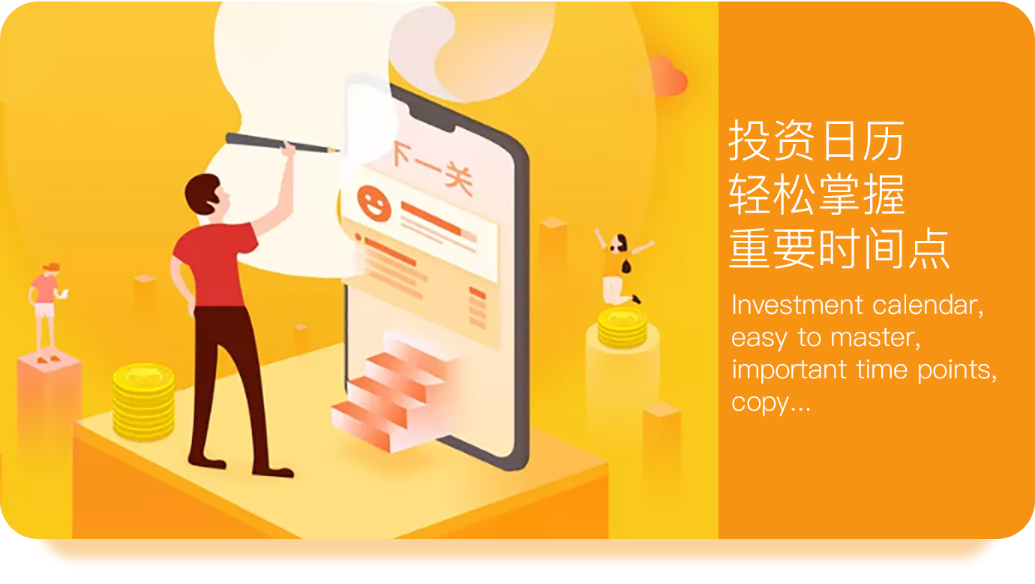 下一关
投资日历
轻松掌握
重要时间点
Investment calendar,
easy to master,
important time points,
copy...